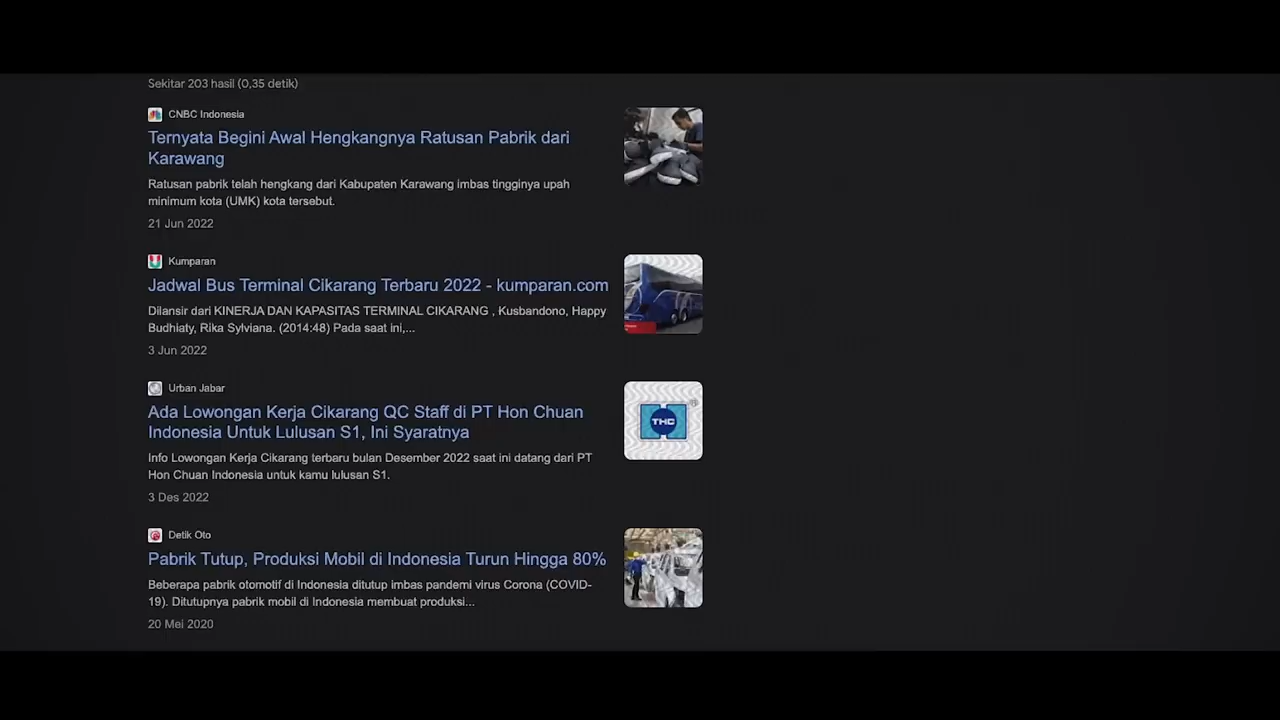 Sekitar 203 hasil (0,35 detik)
CNBC Indonesia
Ternyata Begini Awal Hengkangnya Ratusan Pabrik dari
Karawang
Ratusan pabrik telah hengkang dari Kabupaten Karawang imbas tingginya upah
minimum kota (UMK) kota tersebut.
21 Jun 2022
Kumparan
Jadwal Bus Terminal Cikarang Terbaru 2022 - kumparan.com
Dilansir dari KINERJA DAN KAPASITAS TERMINAL CIKARANG , Kusbandono, Happy
Budhiaty, Rika Sylviana. (2014:48) Pada saat ini,...
3 Jun 2022
Urban Jabar
Ada Lowongan Kerja Cikarang QC Staff di PT Hon Chuan
Indonesia Untuk Lulusan S1, Ini Syaratnya
THC
Info Lowongan Kerja Cikarang terbaru bulan Desember 2022 saat ini datang dari PT
Hon Chuan Indonesia untuk kamu lulusan S1.
3 Des 2022
Detik Oto
Pabrik Tutup, Produksi Mobil di Indonesia Turun Hingga 80%
Beberapa pabrik otomotif di Indonesia ditutup imbas pandemi virus Corona (COVID-
19). Ditutupnya pabrik mobil di Indonesia membuat produksi...
20 Mei 2020